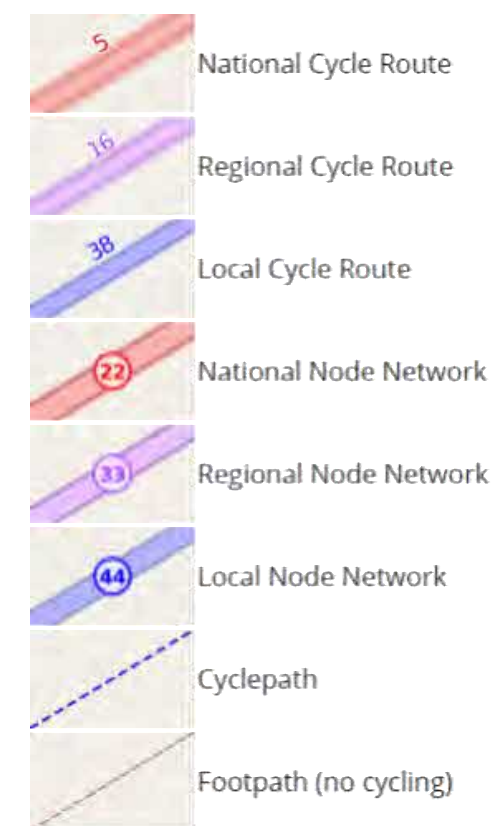 5
National Cycle Route
16
Regional Cycle Route
38
Local Cycle Route
22
National Node Network
33
Regional Node Network
44
Local Node Network
Cyclepath
Footpath (no cycling)